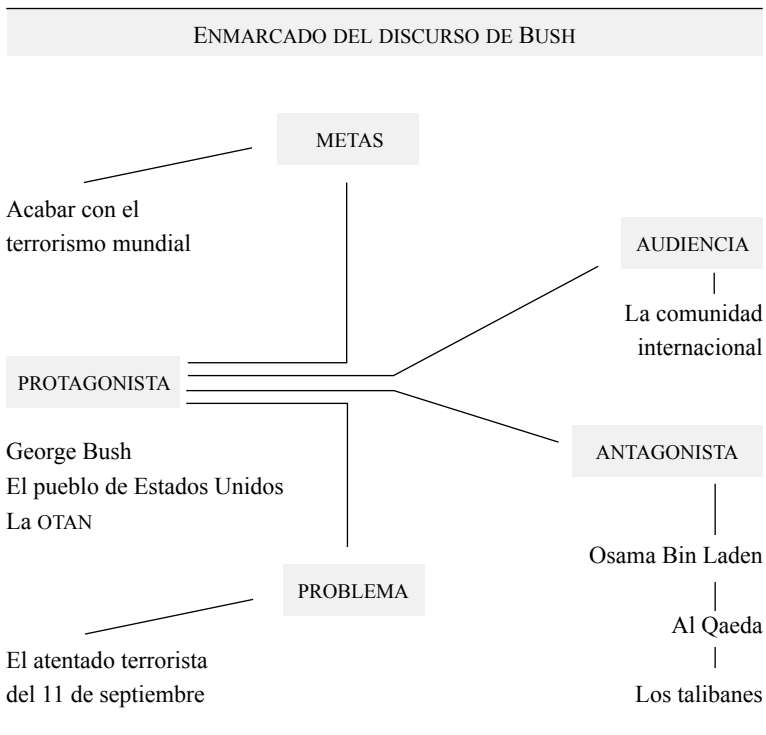 ENMARCADO DEL DISCURSO DE BUSH
METAS
Acabar con el
terrorismo mundial
AUDIENCIA
La comunidad
internacional
PROTAGONISTA
George Bush
El pueblo de Estados Unidos
La OTAN
ANTAGONISTA
Osama Bin Laden
Al Qaeda
Los talibanes
PROBLEMA
El atentado terrorista
del 11 de septiembre